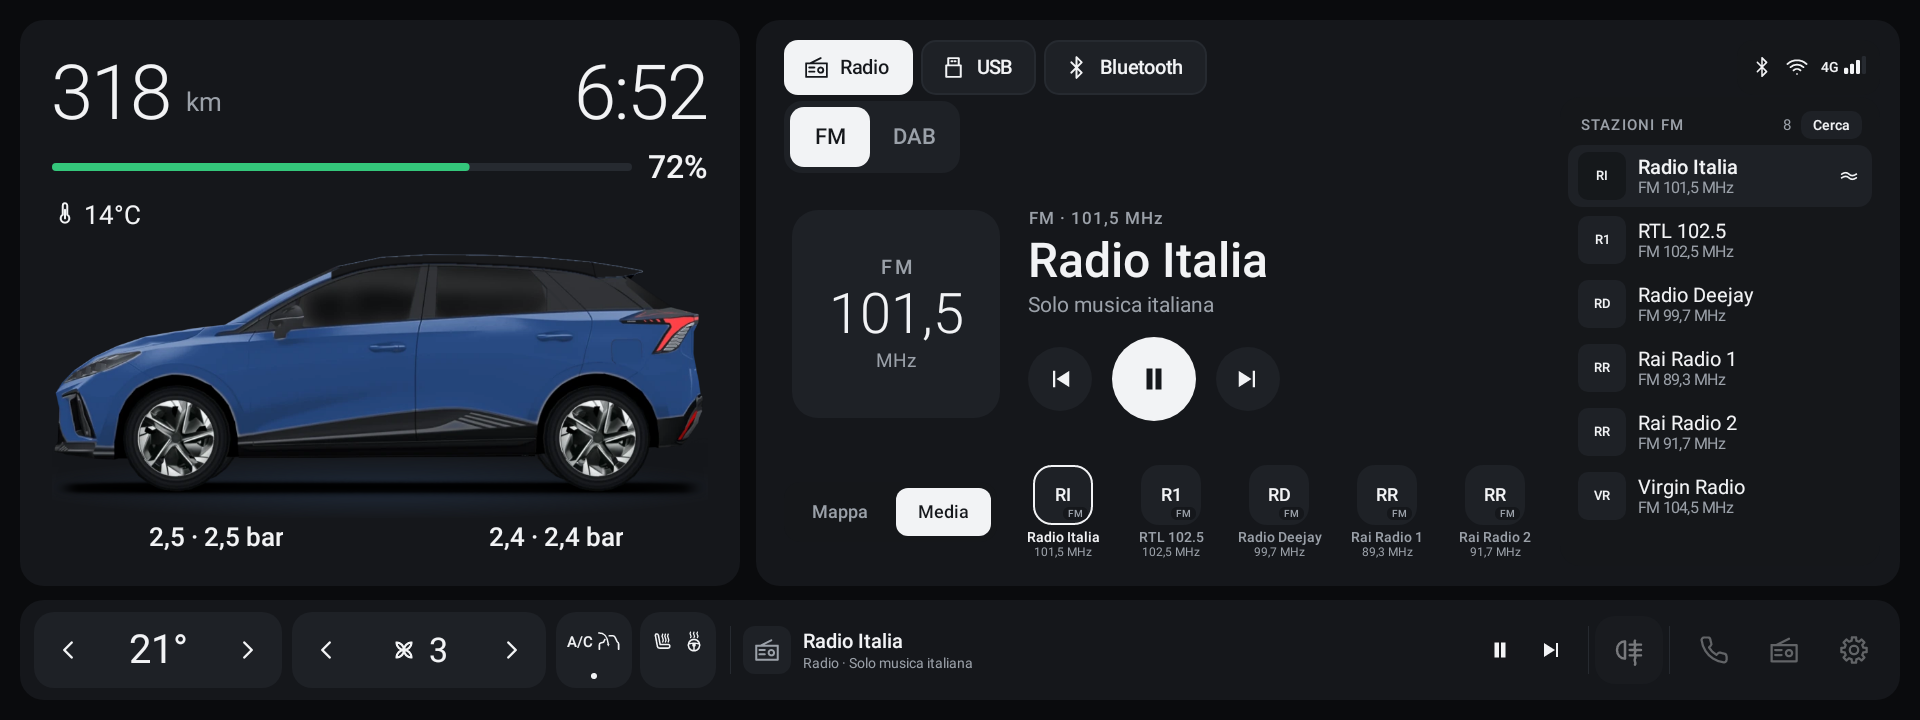 318 km
6:52
72%
14°C
2,5 · 2,5 bar
2,4 · 2,4 bar
Radio
USB
Bluetooth
4G
FM
DAB
FM
101,5
MHz
FM · 101,5 MHz
Radio Italia
Solo musica italiana
Mappa
Media
RI
FM
Radio Italia
101,5 MHz
R1
FM
RTL 102.5
102,5 MHz
RD
FM
Radio Deejay
99,7 MHz
RR
FM
Rai Radio 1
89,3 MHz
RR
FM
Rai Radio 2
91,7 MHz
STAZIONI FM
8
Cerca
RI
Radio Italia
FM 101,5 MHz
R1
RTL 102.5
FM 102,5 MHz
RD
Radio Deejay
FM 99,7 MHz
RR
Rai Radio 1
FM 89,3 MHz
RR
Rai Radio 2
FM 91,7 MHz
VR
Virgin Radio
FM 104,5 MHz
21°
3
A/C
Radio Italia
Radio · Solo musica italiana